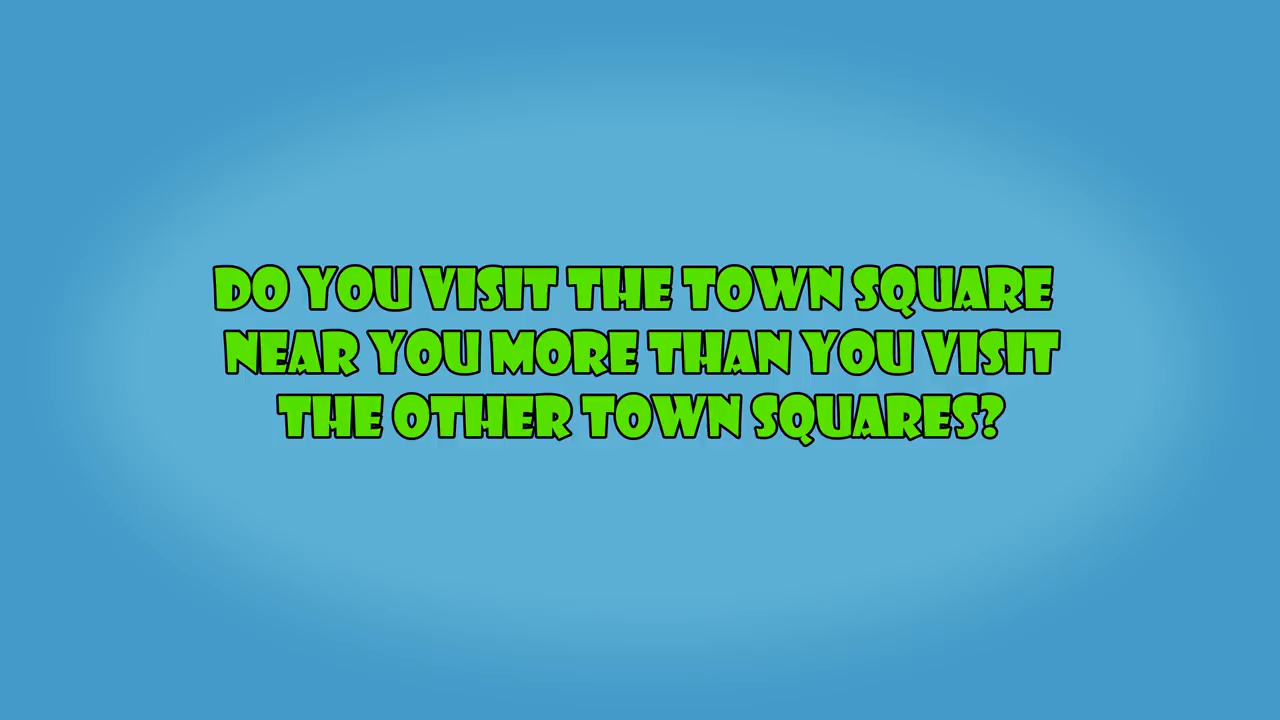 DO YOU VISIT THE TOWN SQUARE
NEAR YOU MORE THAN YOU VISIT
THE OTHER TOWN SQUARES?